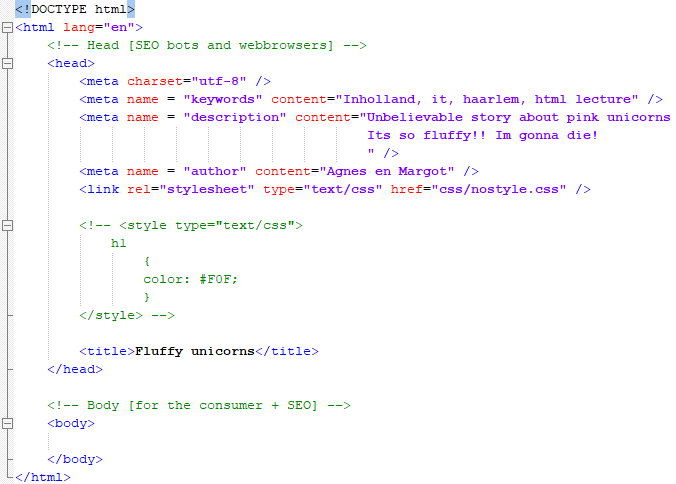 <!DOCTYPE html>
<html lang="en">
<!-- Head [SEO bots and webbrowsers] -->
<head>
<meta charset="utf-8" />
<meta name = "keywords" content="Inholland, it, haarlem, html lecture" />
<meta name = "description" content="Unbelievable story about pink unicorns
Its so fluffy!! Im gonna die!
" />
<meta name = "author" content="Agnes en Margot" />
<link rel="stylesheet" type="text/css" href="css/nostyle.css" />
<!-- <style type="text/css">
h1
{
color: #F0F;
}
</style> -->
<title>Fluffy unicorns</title>
</head>
<!-- Body [for the consumer + SEO] -->
<body>
</body>
</html>